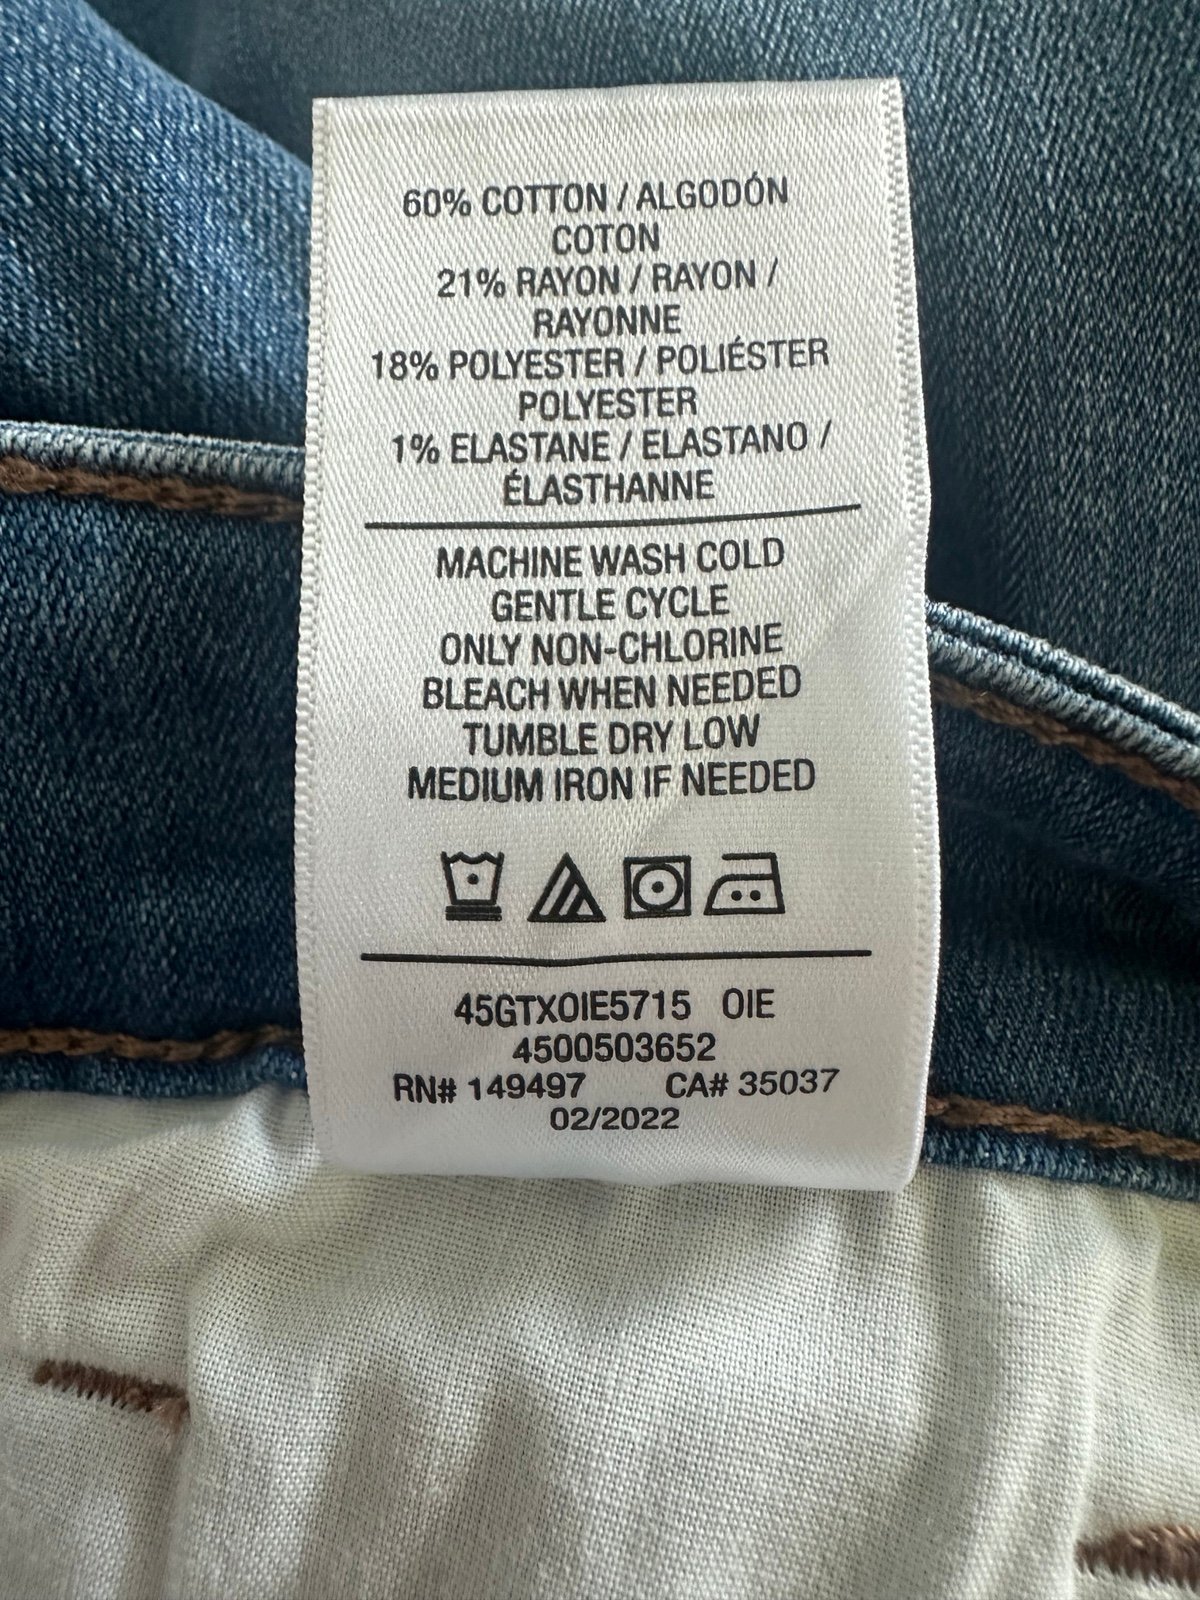 60% COTTON / ALGODÓN
COTON
21% RAYON / RAYON /
RAYONNE
18% POLYESTER / POLIÉSTER
POLYESTER
1% ELASTANE / ELASTANO /
ÉLASTHANNE
MACHINE WASH COLD
GENTLE CYCLE
ONLY NON-CHLORINE
BLEACH WHEN NEEDED
TUMBLE DRY LOW
MEDIUM IRON IF NEEDED
45GTXOIE5715 OIE
4500503652
RN# 149497 CA# 35037
02/2022